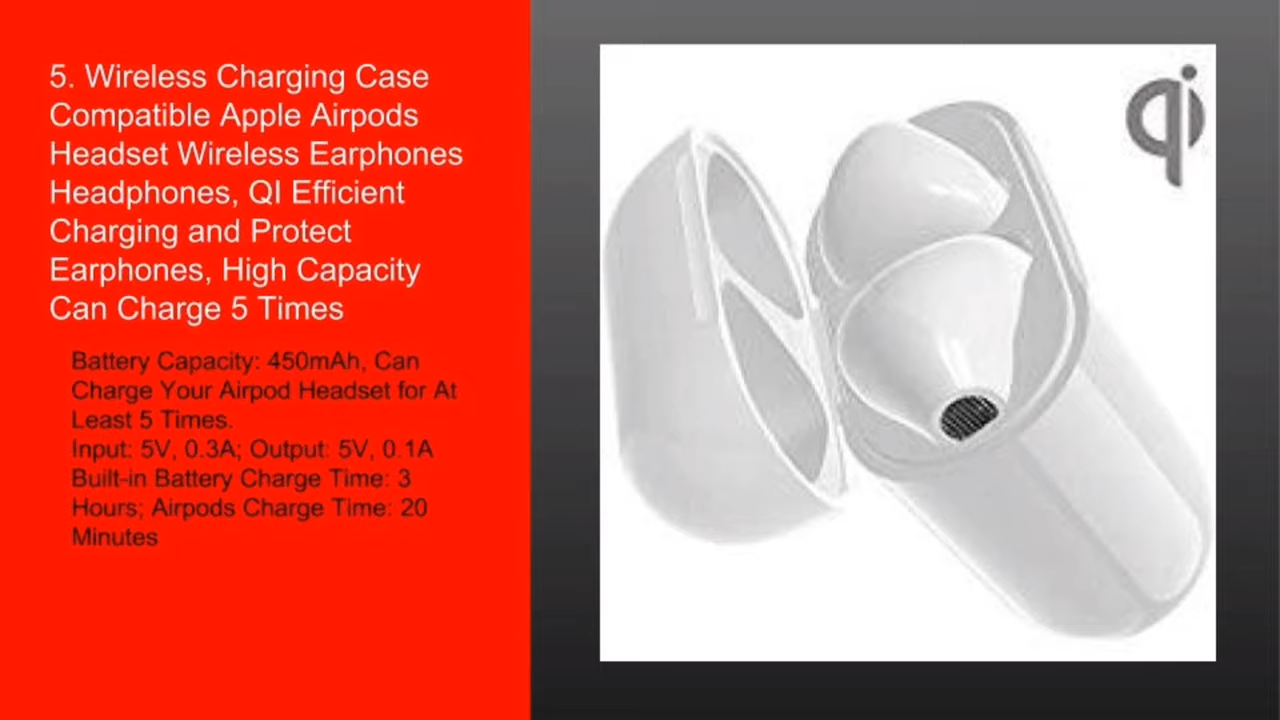 5. Wireless Charging Case
Compatible Apple Airpods
Headset Wireless Earphones
Headphones, QI Efficient
Charging and Protect
Earphones, High Capacity
Can Charge 5 Times
Battery Capacity: 450mAh, Can
Charge Your Airpod Headset for At
Least 5 Times.
Input: 5V, 0.3A; Output: 5V, 0.1A
Built-in Battery Charge Time: 3
Hours; Airpods Charge Time: 20
Minutes
qi